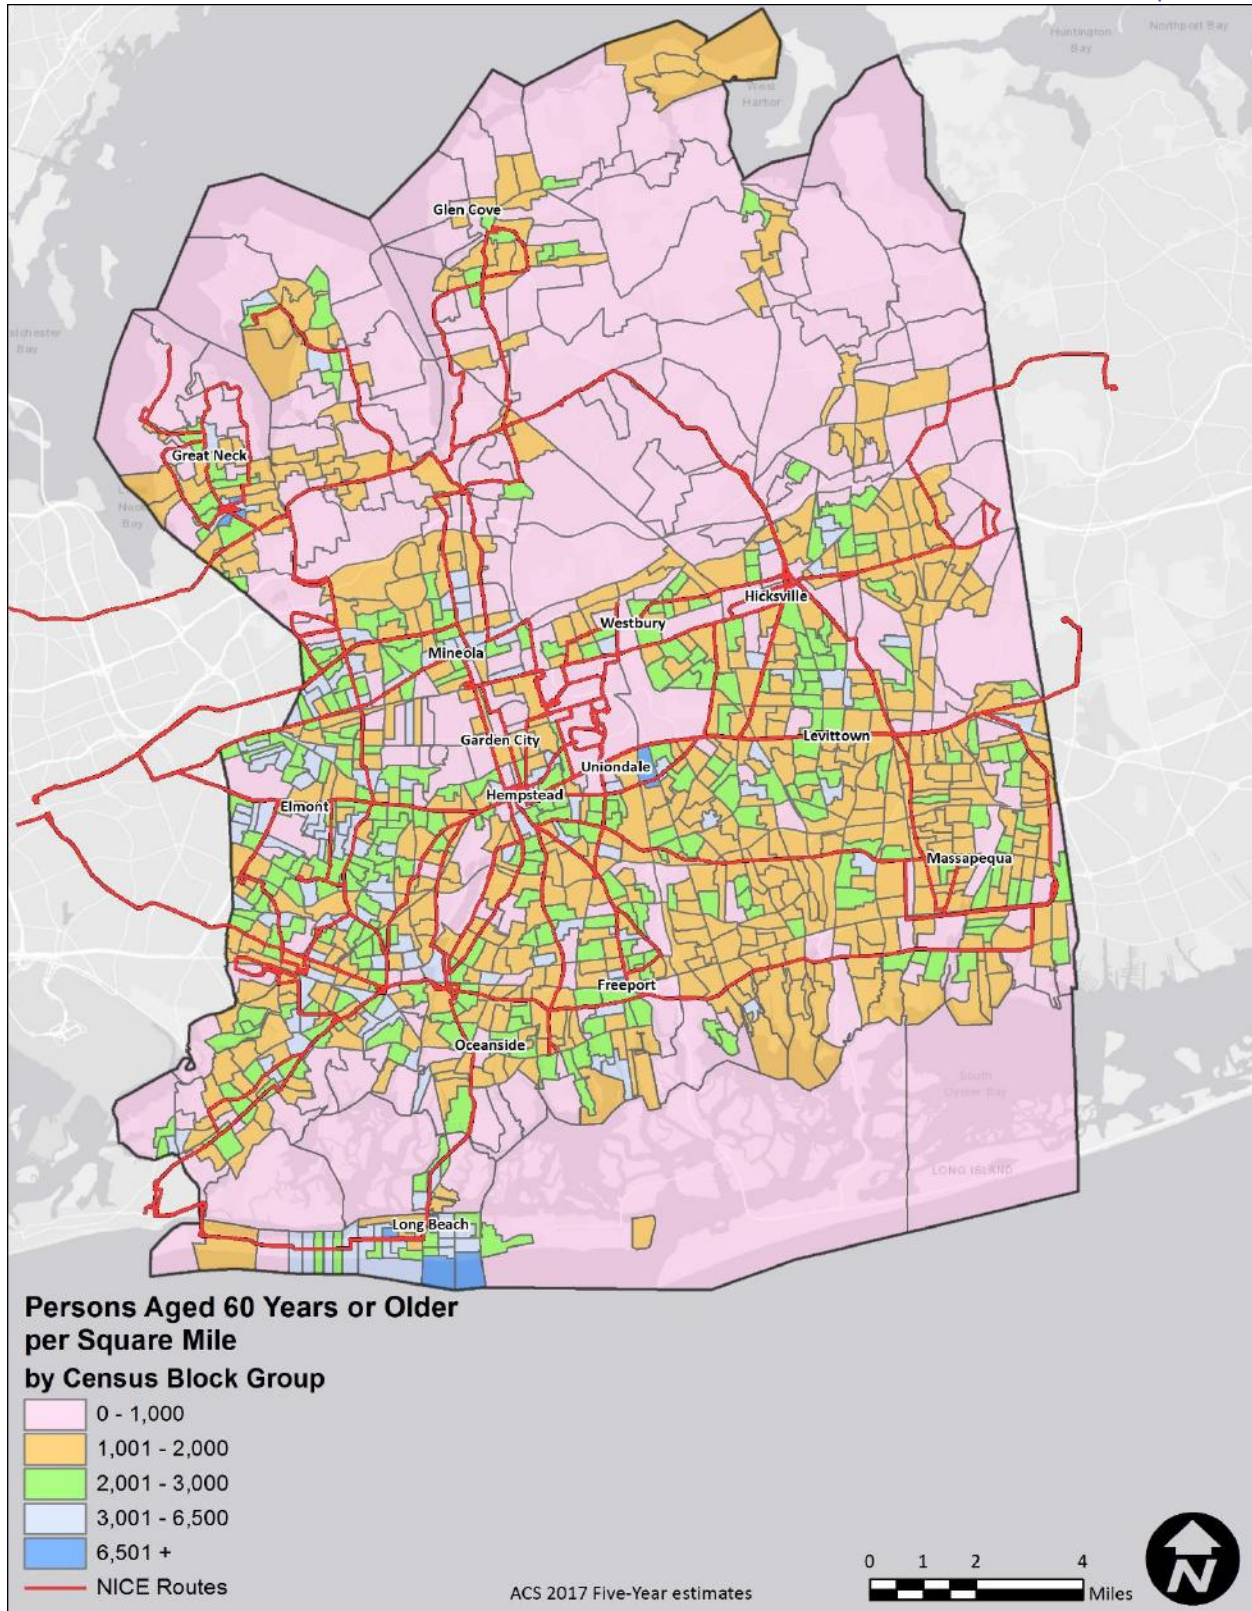 Huntington
Bay
Northport Bay
West
Harbor
Glen Cove
Bay
Great Neck
Bay
Hicksville
Westbury
Mineola
Garden City
Levittown
Uniondale
Hempstead
Elmont
Massapequa
Freeport
Oceanside
South
Oyster Bay
LONG ISLAND
Long Beach
Persons Aged 60 Years or Older
per Square Mile
by Census Block Group
0 - 1,000
1,001 - 2,000
2,001 - 3,000
3,001 - 6,500
6,501 +
NICE Routes
ACS 2017 Five-Year estimates
0 1 2 4
Miles
N